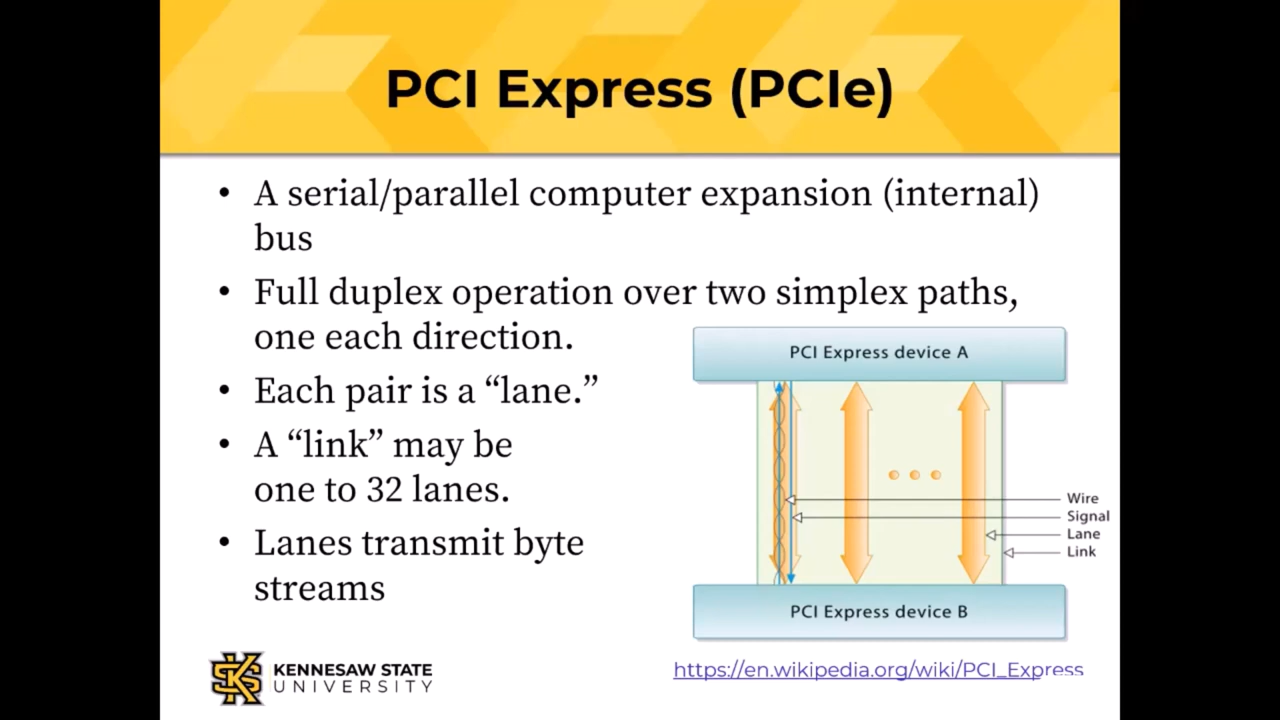 PCI Express (PCIe)
• A serial/parallel computer expansion (internal)
bus
• Full duplex operation over two simplex paths,
one each direction.
• Each pair is a “lane.”
• A “link” may be
one to 32 lanes.
• Lanes transmit byte
streams
PCI Express device A
Wire
Signal
Lane
Link
PCI Express device B
KENNESAW STATE
UNIVERSITY
https://en.wikipedia.org/wiki/PCI_Express